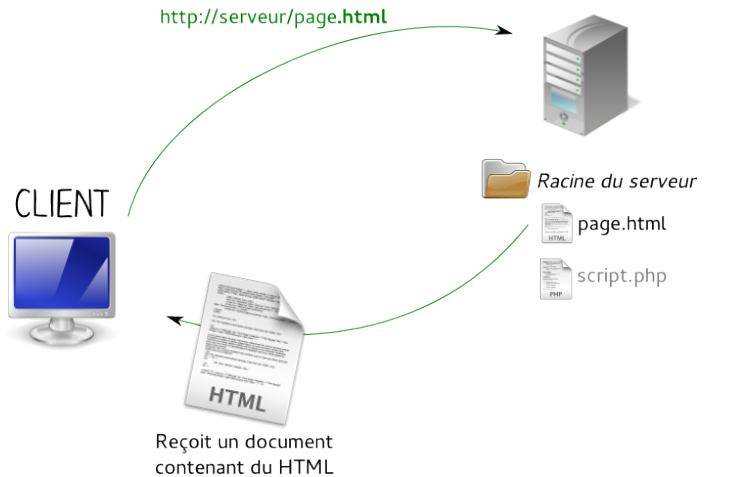 http://serveur/page.html
CLIENT
Racine du serveur
page.html
HTML
script.php
PHP
HTML
Reçoit un document
contenant du HTML